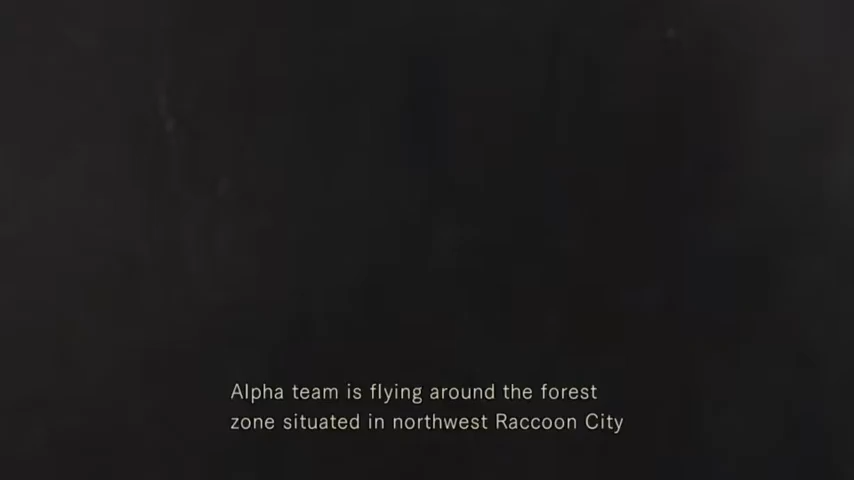 Alpha team is flying around the forest
zone situated in northwest Raccoon City